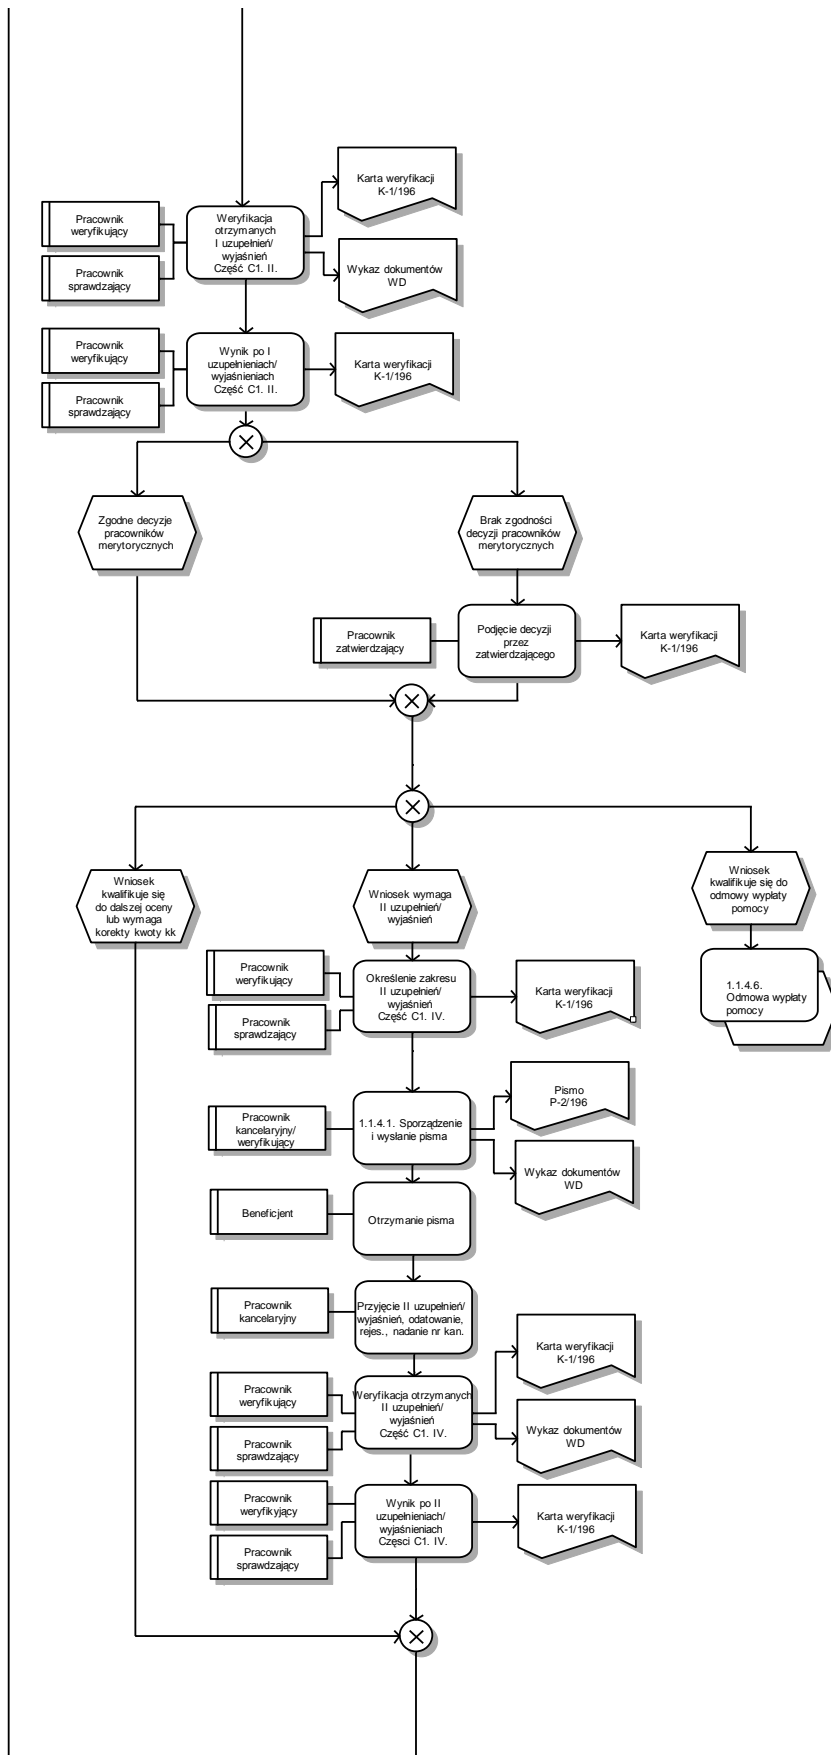 Karta weryfikacji
K-1/196
Pracownik
weryfikujący
Weryfikacja
otrzymanych
I uzupełnień/
wyjaśnień
Część C1. II.
Pracownik
sprawdzający
Wykaz dokumentów
WD
Pracownik
weryfikujący
Wynik po I
uzupełnieniach/
wyjaśnieniach
Część C1. II.
Karta weryfikacji
K-1/196
Pracownik
sprawdzający
Zgodne decyzje
pracowników
merytorycznych
Brak zgodności
decyzji pracowników
merytorycznych
Pracownik
zatwierdzający
Podjęcie decyzji
przez
zatwierdzającego
Karta weryfikacji
K-1/196
Wniosek
kwalifikuje się
do dalszej oceny
lub wymaga
korekty kwoty kk
Wniosek wymaga
II uzupełnień/
wyjaśnień
Wniosek
kwalifikuje się do
odmowy wypłaty
pomocy
Pracownik
weryfikujący
Określenie zakresu
II uzupełnień/
wyjaśnień
Część C1. IV.
Karta weryfikacji
K-1/196
1.1.4.6.
Odmowa wypłaty
pomocy
Pracownik
sprawdzający
Pracownik
kancelaryjny/
weryfikujący
1.1.4.1. Sporządzenie
i wysłanie pisma
Pismo
P-2/196
Wykaz dokumentów
WD
Beneficjent
Otrzymanie pisma
Pracownik
kancelaryjny
Przyjęcie II uzupełnień/
wyjaśnień, odatowanie,
rejes., nadanie nr kan.
Karta weryfikacji
K-1/196
Pracownik
weryfikujący
Weryfikacja otrzymanych
II uzupełnień/
wyjaśnień
Część C1. IV.
Wykaz dokumentów
WD
Pracownik
sprawdzający
Pracownik
weryfikyjący
Wynik po II
uzupełnieniach/
wyjaśnieniach
Częsci C1. IV.
Karta weryfikacji
K-1/196
Pracownik
sprawdzający